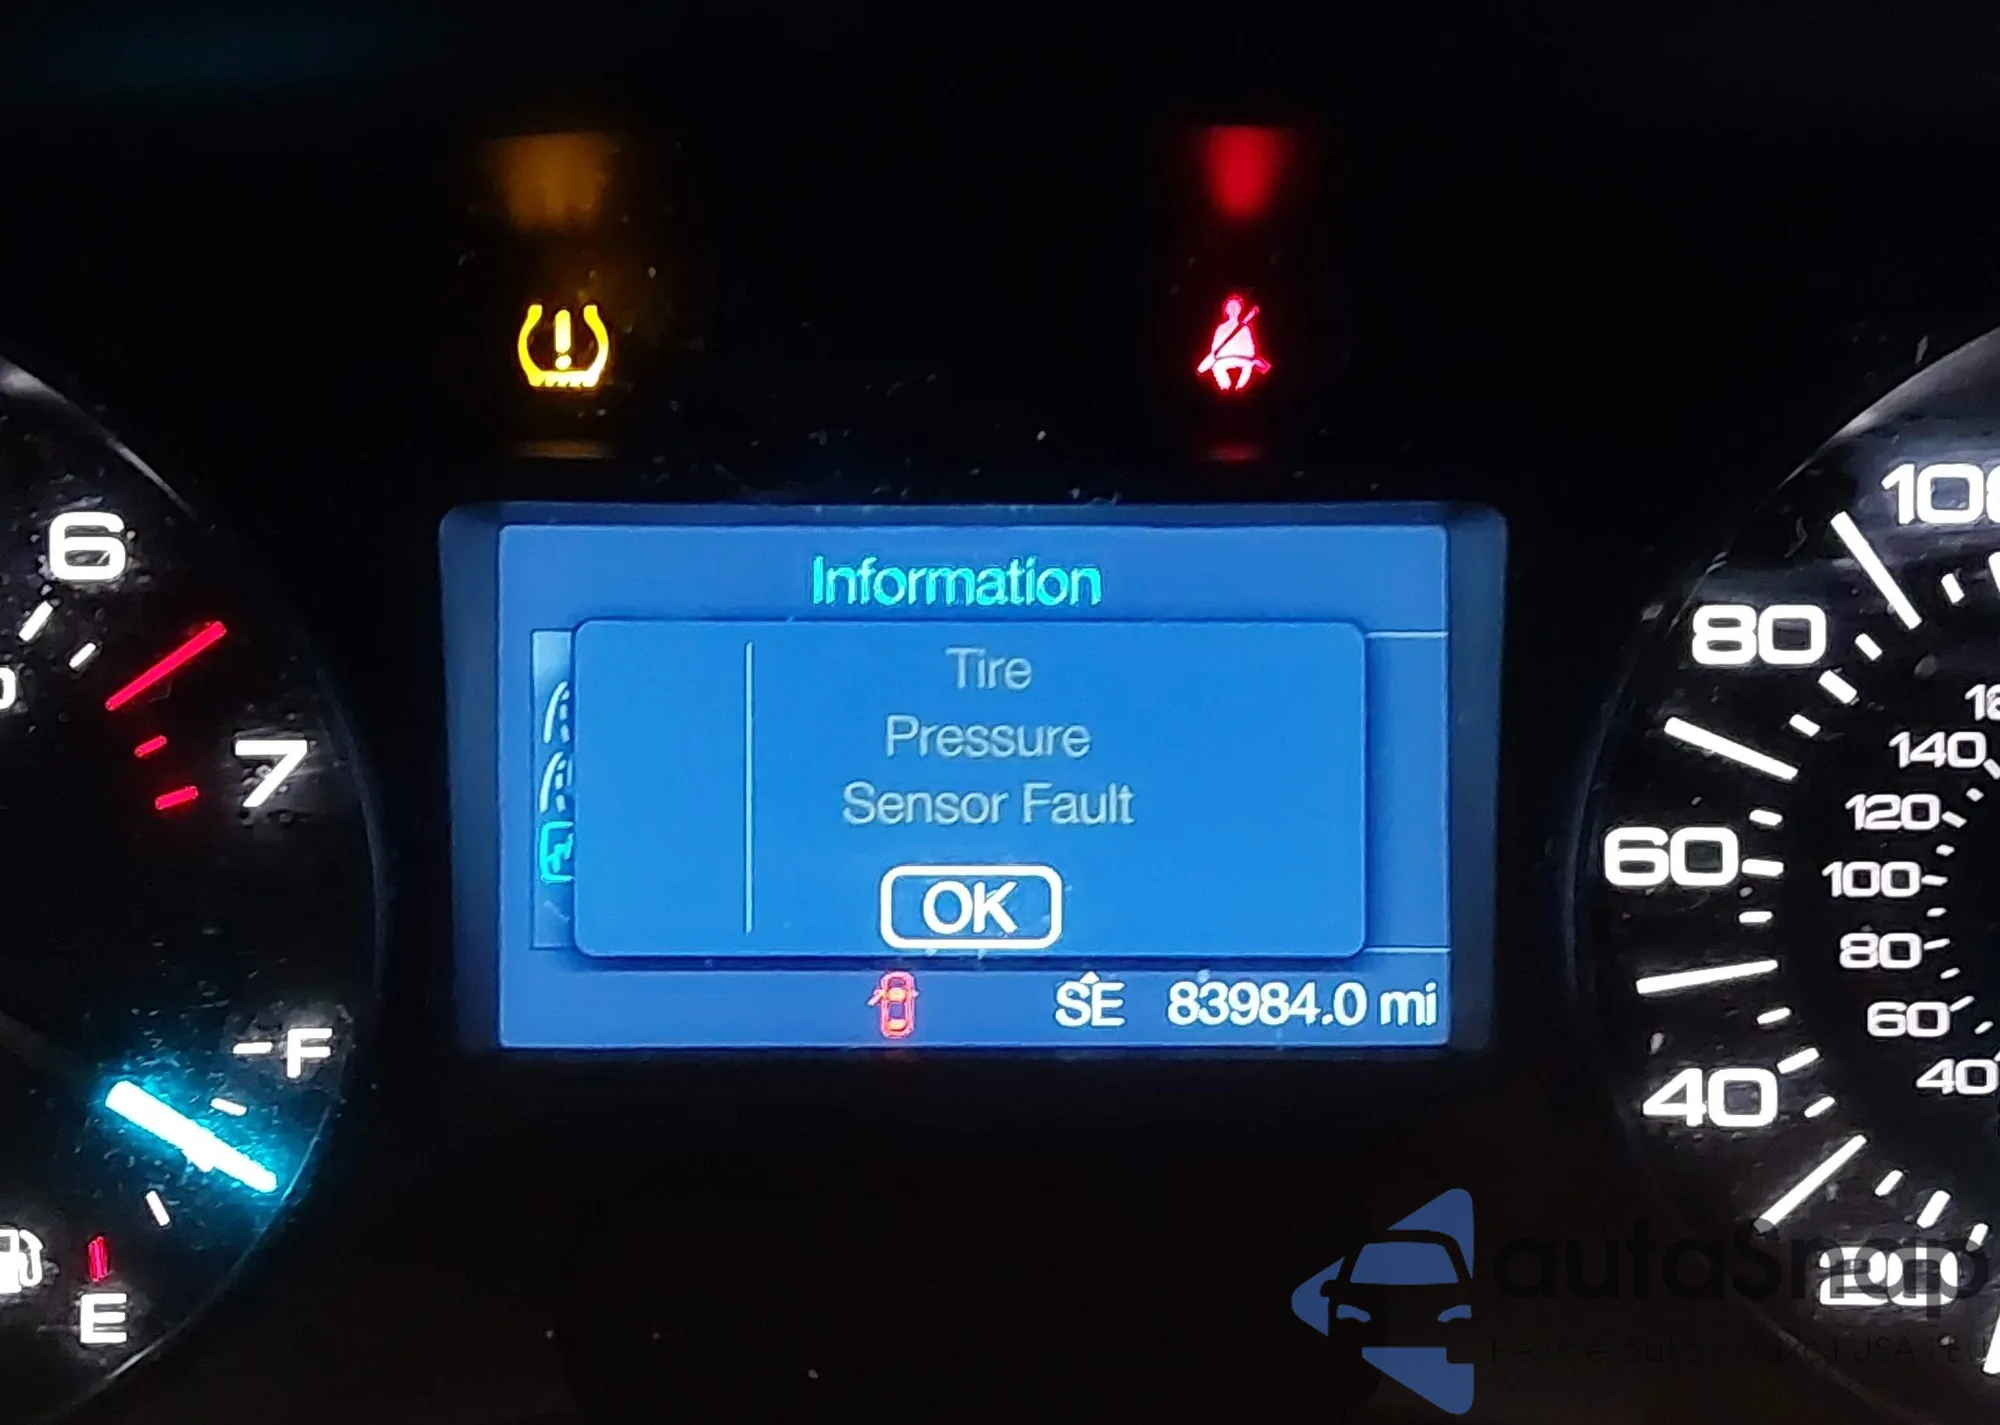 Information
Tire
Pressure
Sensor Fault
OK
SE 83984.0 mi
6
7
F
E
80
60
40
140
120
100
80
60
40
autaSnap